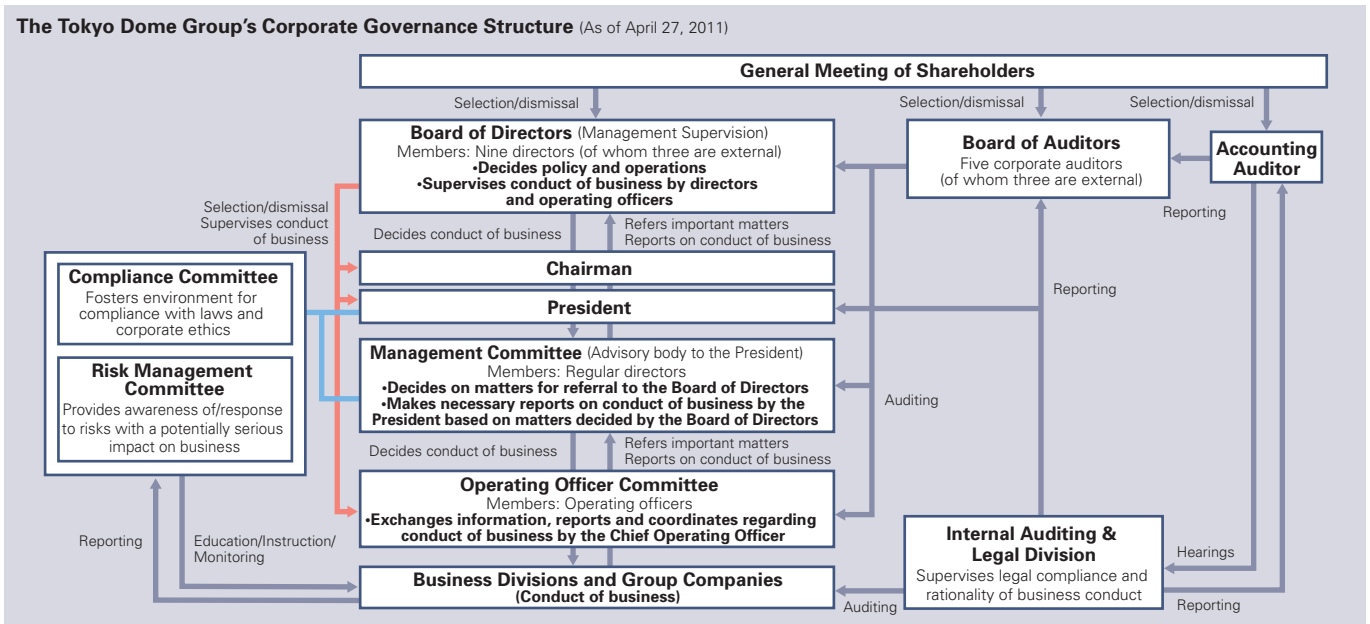 The Tokyo Dome Group's Corporate Governance Structure (As of April 27, 2011)
General Meeting of Shareholders
Selection/dismissal
Selection/dismissal
Selection/dismissal
Board of Directors (Management Supervision)
Members: Nine directors (of whom three are external)
•Decides policy and operations
•Supervises conduct of business by directors
and operating officers
Board of Auditors
Five corporate auditors
(of whom three are external)
Accounting
Auditor
Reporting
Selection/dismissal
Supervises conduct
of business
Decides conduct of business
Refers important matters
Reports on conduct of business
Chairman
President
Reporting
Compliance Committee
Fosters environment for
compliance with laws and
corporate ethics
Risk Management
Committee
Provides awareness of/response
to risks with a potentially serious
impact on business
Management Committee (Advisory body to the President)
Members: Regular directors
•Decides on matters for referral to the Board of Directors
•Makes necessary reports on conduct of business by the
President based on matters decided by the Board of Directors
Auditing
Decides conduct of business
Refers important matters
Reports on conduct of business
Operating Officer Committee
Members: Operating officers
•Exchanges information, reports and coordinates regarding
conduct of business by the Chief Operating Officer
Reporting
Education/Instruction/
Monitoring
Business Divisions and Group Companies
(Conduct of business)
Auditing
Internal Auditing &
Legal Division
Supervises legal compliance and
rationality of business conduct
Hearings
Reporting